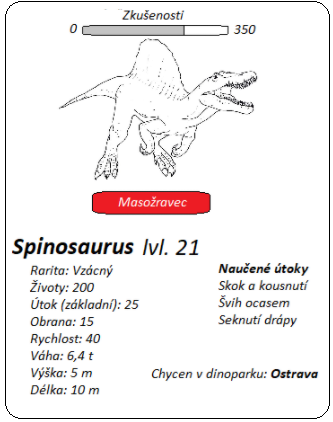 Zkušenosti
0 350
Masožravec
Spinosaurus lvl. 21
Rarita: Vzácný
Životy: 200
Útok (základní): 25
Obrana: 15
Rychlost: 40
Váha: 6,4 t
Výška: 5 m
Délka: 10 m
Naučené útoky
Skok a kousnutí
Švih ocasem
Seknutí drápy
Chycen v dinoparku: Ostrava